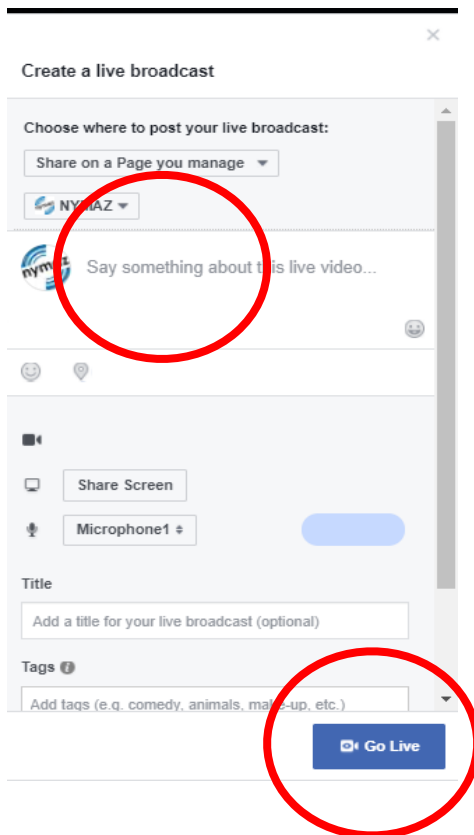 Create a live broadcast
Choose where to post your live broadcast:
Share on a Page you manage
NYMAZ
nymaz
Say something about this live video...
Share Screen
Microphone1
Title
Add a title for your live broadcast (optional)
Tags
Add tags (e.g. comedy, animals, make-up, etc.)
Go Live